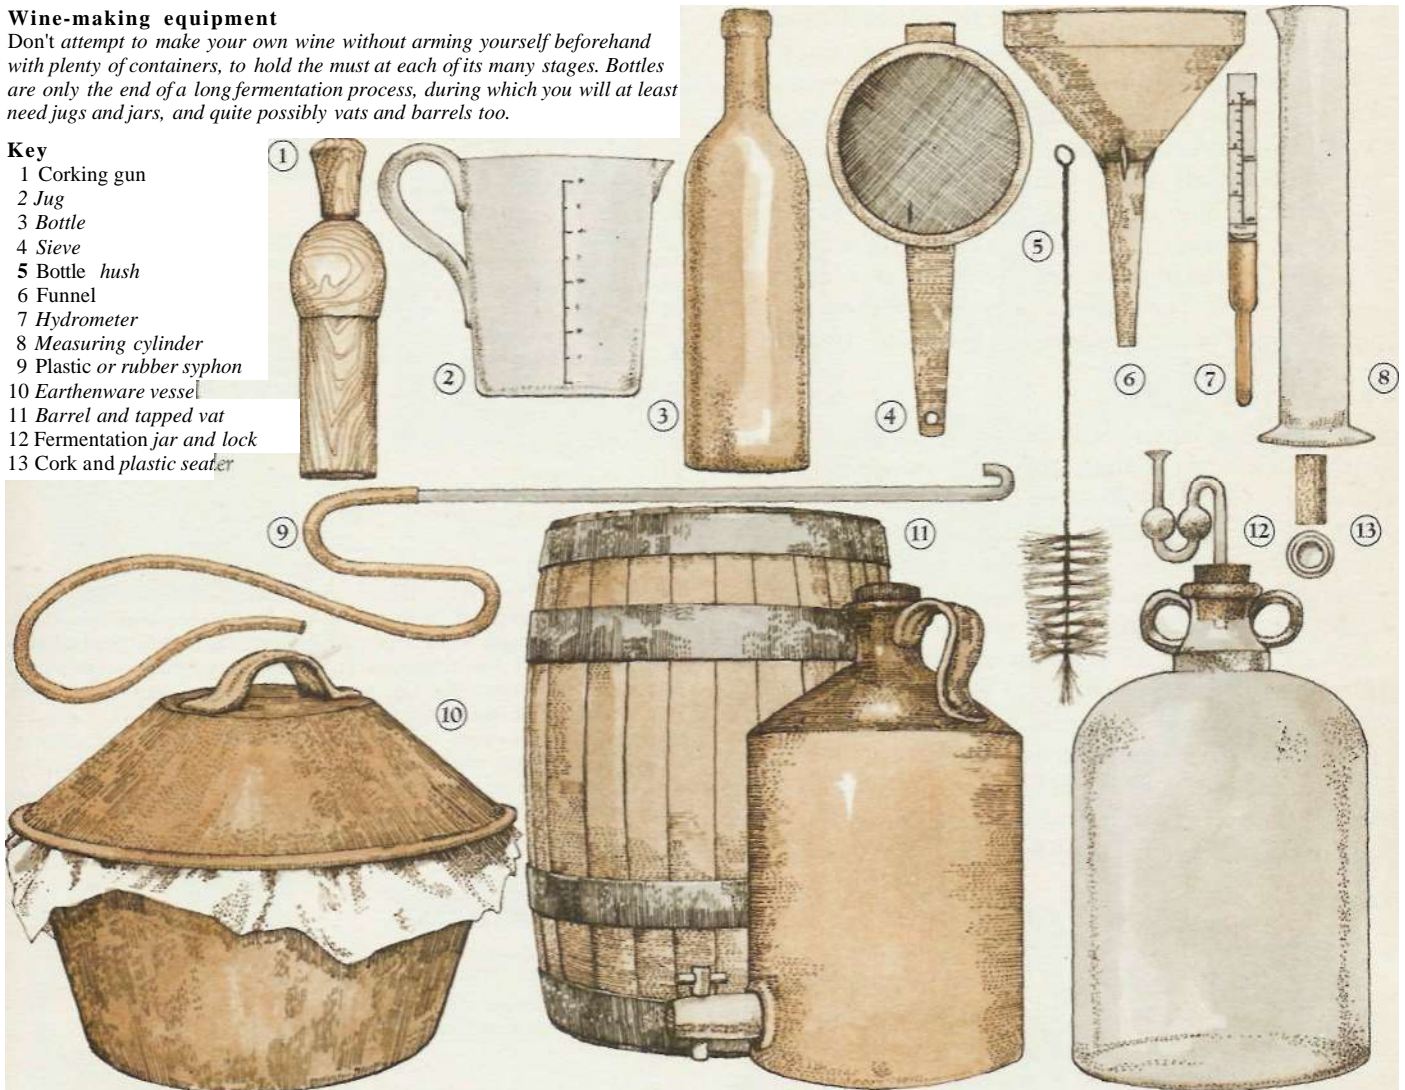 Wine-making equipment
Don't attempt to make your own wine without arming yourself beforehand
with plenty of containers, to hold the must at each of its many stages. Bottles
are only the end of a long fermentation process, during which you will at least
need jugs and jars, and quite possibly vats and barrels too.
Key
1 Corking gun
2 Jug
3 Bottle
4 Sieve
5 Bottle hush
6 Funnel
7 Hydrometer
8 Measuring cylinder
9 Plastic or rubber syphon
10 Earthenware vessel
11 Barrel and tapped vat
12 Fermentation jar and lock
13 Cork and plastic seater
1
2
3
4
5
6
7
8
9
10
11
12
13